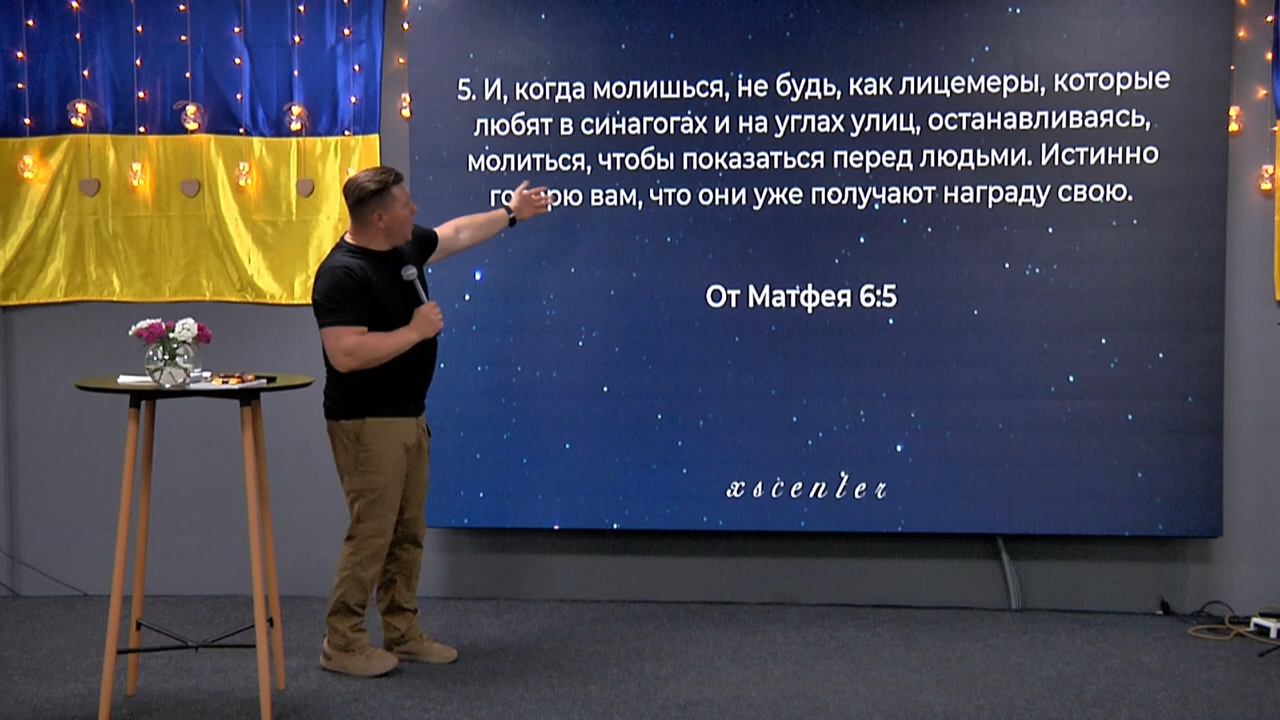 5. И, когда молишься, не будь, как лицемеры, которые
любят в синагогах и на углах улиц, останавливаясь,
молиться, чтобы показаться перед людьми. Истинно
вам, что они уже получают награду свою.
От Матфея 6:5
xscenter